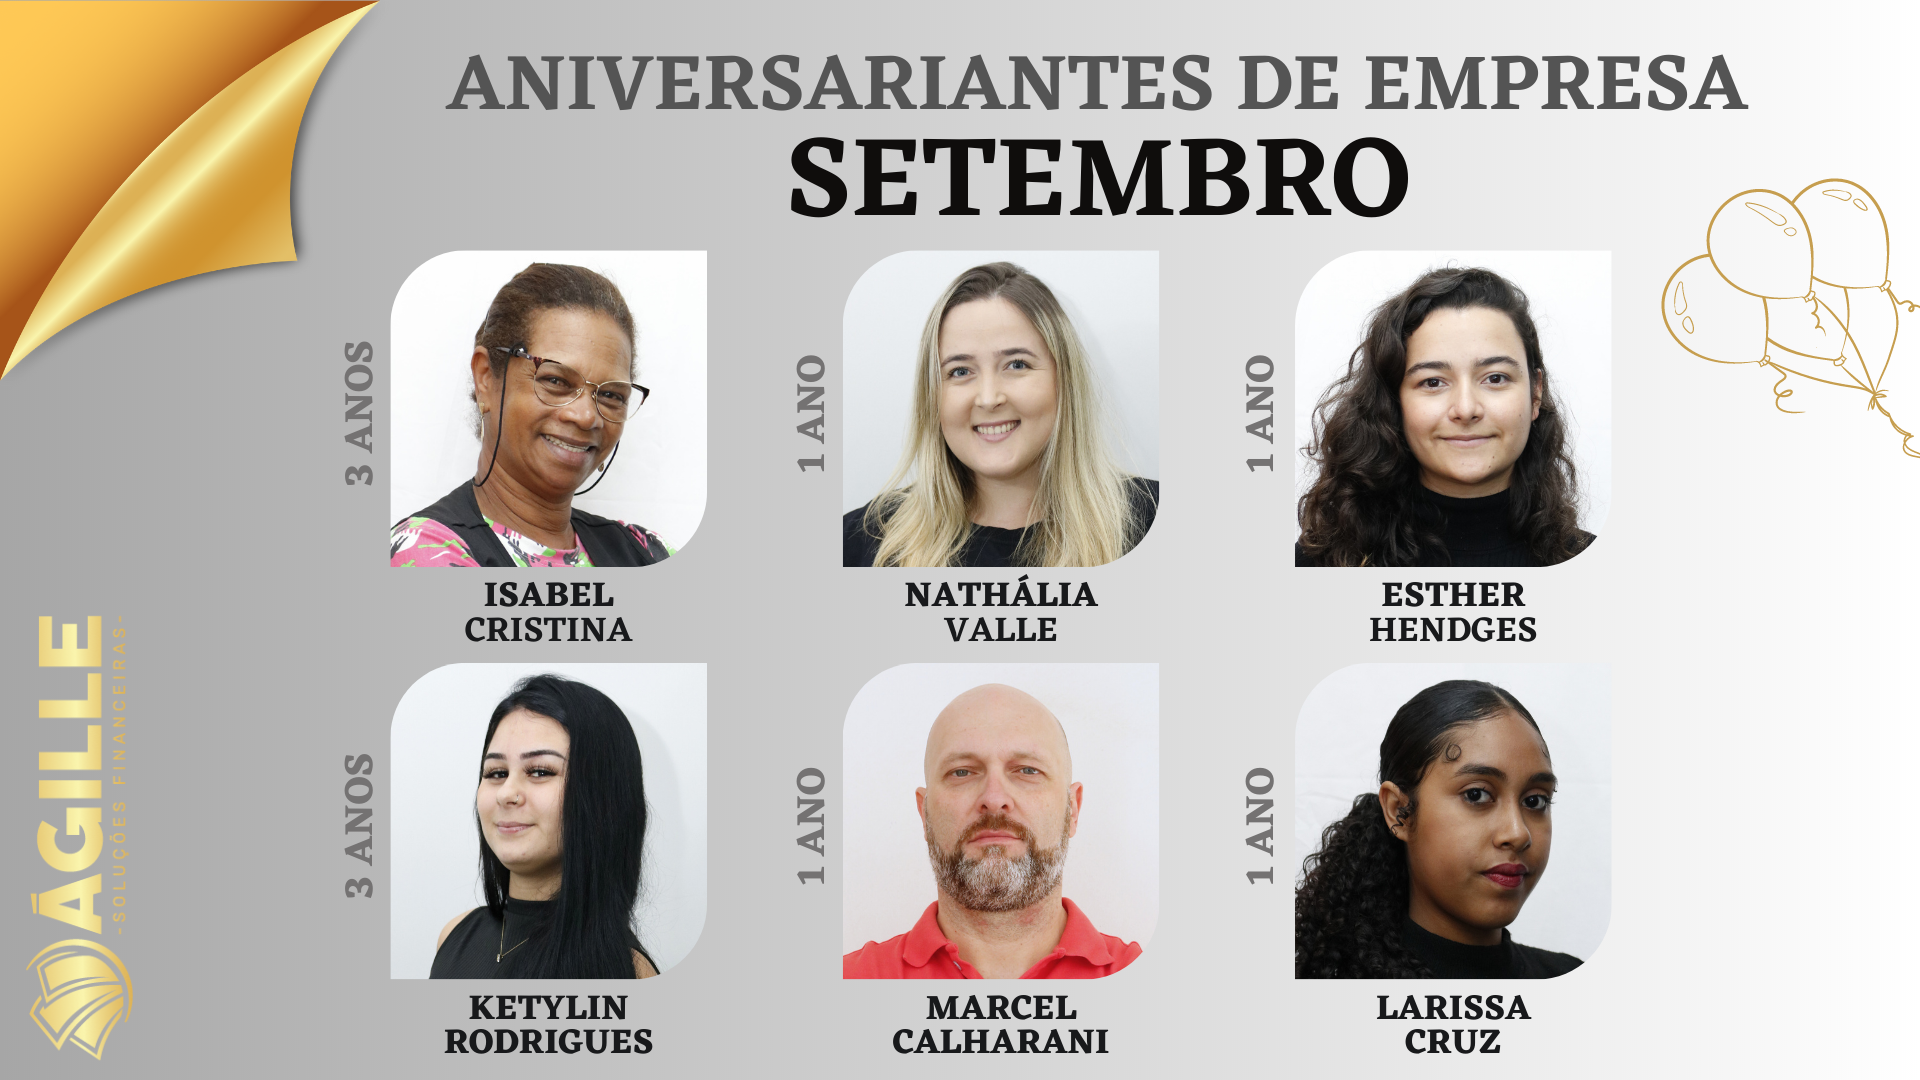 ANIVERSARIANTES DE EMPRESA
SETEMBRO
3 ANOS
ISABEL
CRISTINA
1 ANO
NATHÁLIA
VALLE
1 ANO
ESTHER
HENDGES
3 ANOS
KETYLIN
RODRIGUES
1 ANO
MARCEL
CALHARANI
1 ANO
LARISSA
CRUZ
ÁGILLE
-SOLUÇÕES FINANCEIRAS-